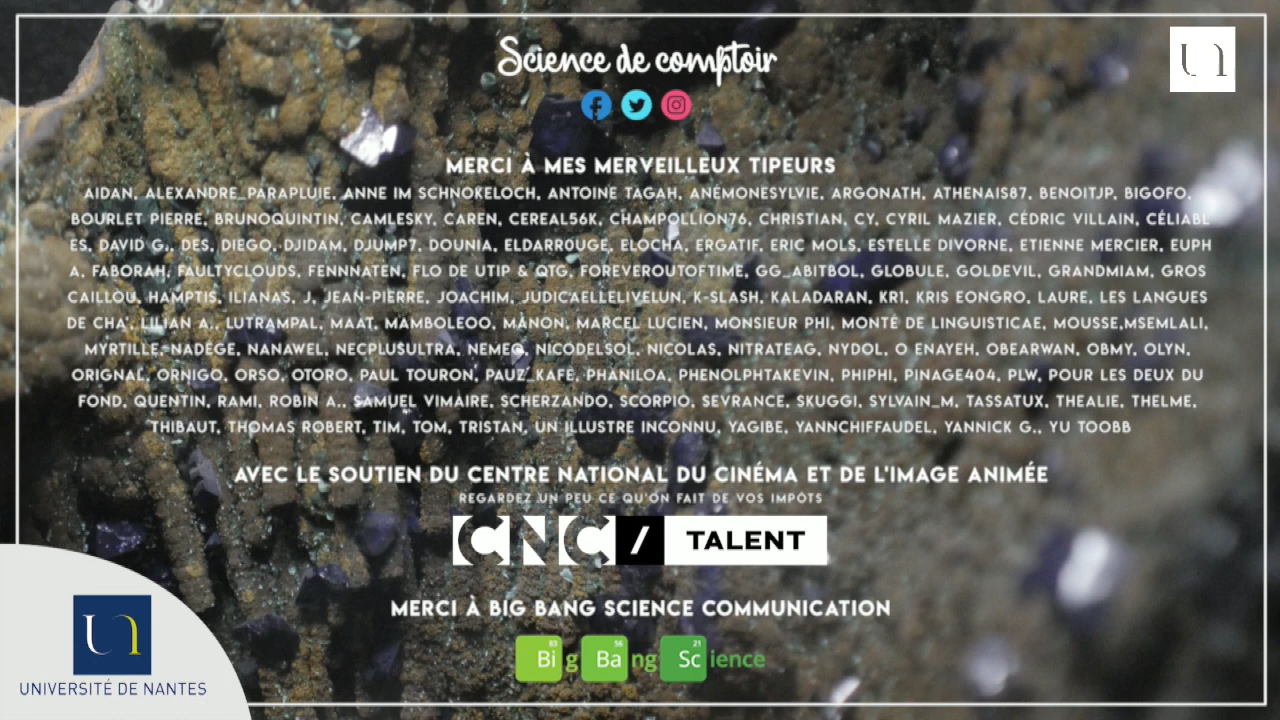 Science de comptoir
MERCI À MES MERVEILLEUX TIPEURS
AIDAN, ALEXANDRE_PARAPLUIE, ANNE IM SCHNOKELOCH, ANTOINE TAGAH, ANÉMONESYLVIE, ARGONATH, ATHENAIS87, BENOITJP, BIGOFO,
BOURLET PIERRE, BRUNOQUINTIN, CAMLESKY, CAREN, CEREAL56K, CHAMPOLLION76, CHRISTIAN, CY, CYRIL MAZIER, CÉDRIC VILLAIN, CÉLIABL
ES, DAVID G., DES, DIEGO, DJIDAM, DJUMP7, DOUNIA, ELDARR0UGE, ELOCHA, ERGATIF, ERIC MOLS, ESTELLE DIVORNE, ETIENNE MERCIER, EUPH
A, FABORAH, FAULTYCLOUDS, FENNNATEN, FLO DE UTIP & QTG, FOREVEROUTOFTIME, GG_ABITBOL, GLOBULE, GOLDEVIL, GRANDMIAM, GROS
CAILLOU, HAMPTIS, ILIANAS, J, JEAN-PIERRE, JOACHIM, JUDICAELLELIVELUN, K-SLASH, KALADARAN, KR1, KRIS EONGRO, LAURE, LES LANGUES
DE CHA', LILIAN A., LUTRAMPAL, MAAT, MAMBOLEOO, MANON, MARCEL LUCIEN, MONSIEUR PHI, MONTÉ DE LINGUISTICAE, MOUSSE,MSEMLALI,
MYRTILLE, NADÈGE, NANAWEL, NECPLUSULTRA, NEMEO, NICODELSOL, NICOLAS, NITRATEAG, NYDOL, O ENAYEH, OBEARWAN, OBMY, OLYN,
ORIGNAL, ORNIGO, ORSO, OTORO, PAUL TOURON, PAUZ_KAFE, PHANILOA, PHENOLPHTAKEVIN, PHIPHI, PINAGE404, PLW, POUR LES DEUX DU
FOND, QUENTIN, RAMI, ROBIN A., SAMUEL VIMAIRE, SCHERZANDO, SCORPIO, SEVRANCE, SKUGGI, SYLVAIN_M, TASSATUX, THEALIE, THELME,
THIBAUT, THOMAS ROBERT, TIM, TOM, TRISTAN, UN ILLUSTRE INCONNU, YAGIBE, YANNCHIFFAUDEL, YANNICK G., YU TOOBB
AVEC LE SOUTIEN DU CENTRE NATIONAL DU CINÉMA ET DE L'IMAGE ANIMÉE
REGARDEZ UN PEU CE QU'ON FAIT DE VOS IMPÔTS
CNC / TALENT
MERCI À BIG BANG SCIENCE COMMUNICATION
83 56 21
Big Bang Science
UNIVERSITÉ DE NANTES